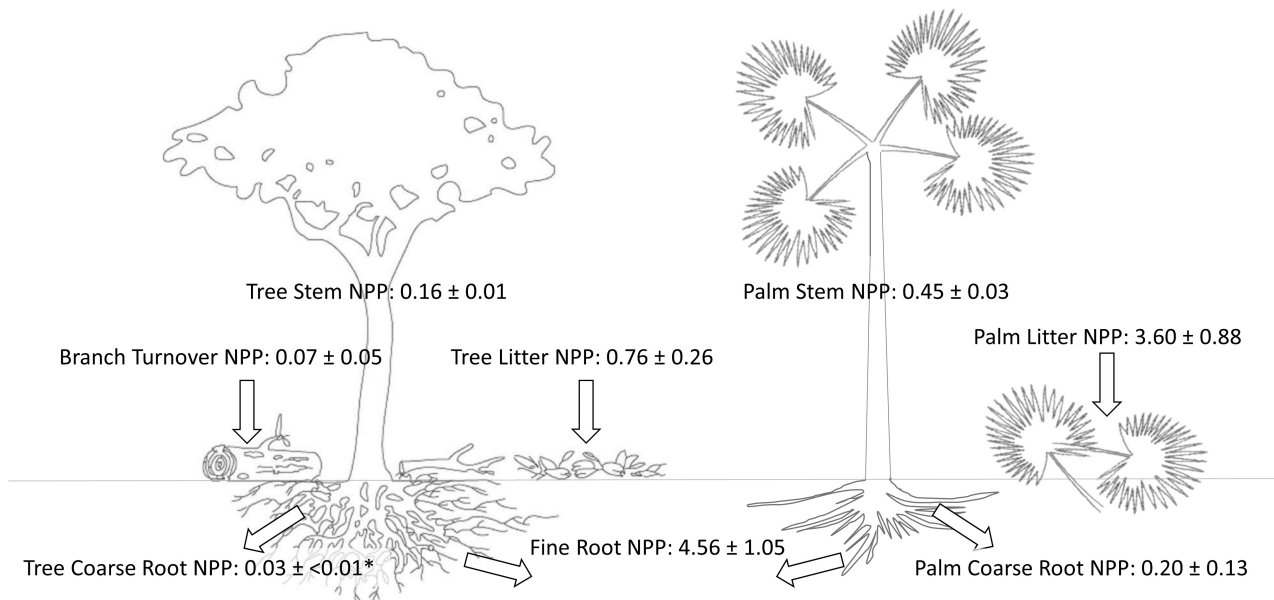 Tree Stem NPP: 0.16 ± 0.01
Palm Stem NPP: 0.45 ± 0.03
Palm Litter NPP: 3.60 ± 0.88
Branch Turnover NPP: 0.07 ± 0.05
Tree Litter NPP: 0.76 ± 0.26
Fine Root NPP: 4.56 ± 1.05
Tree Coarse Root NPP: 0.03 ± <0.01*
Palm Coarse Root NPP: 0.20 ± 0.13